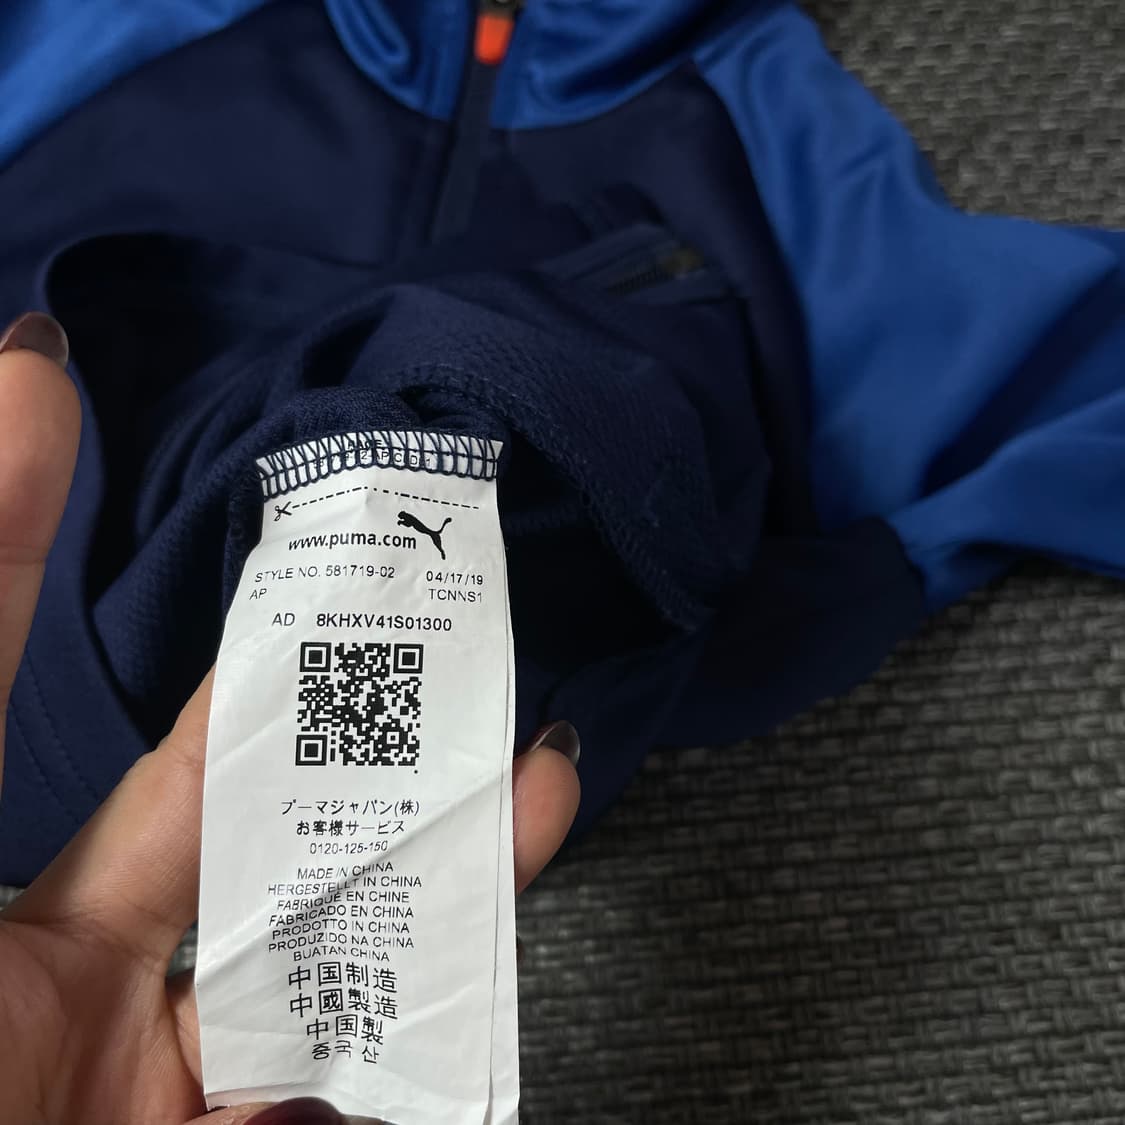 www.puma.com
STYLE NO. 581719-02 04/17/19
AP TCNNS1
AD 8KHXV41S01300
プーマジャパン(株)
お客様サービス
0120-125-150
MADE IN CHINA
HERGESTELLT IN CHINA
FABRIQUÉ EN CHINE
FABRICADO EN CHINA
PRODOTTO IN CHINA
PRODUZIDO NA CHINA
BUATAN CHINA
中国制造
中國製造
中国製
중국 산